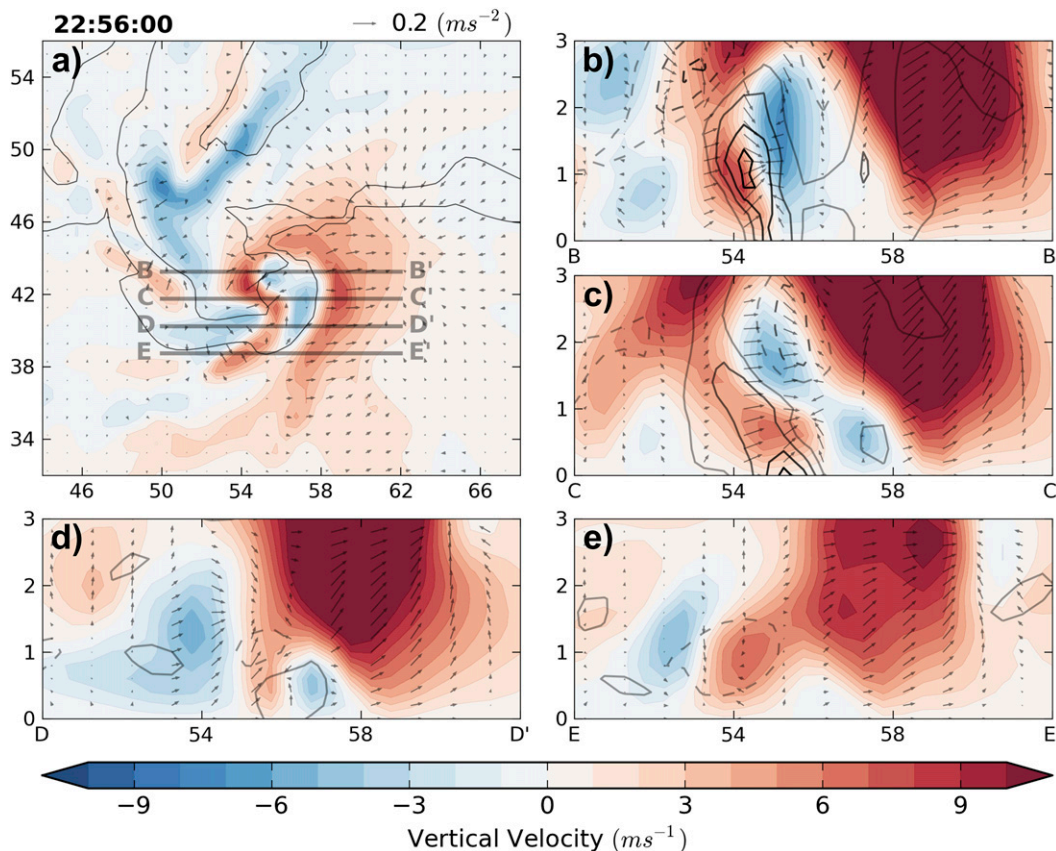 22:56:00
0.2 (ms⁻²)
a)
56
54
50
46
42
38
34
B B'
C C'
D D'
E E'
46 50 54 58 62 66
b)
3
2
1
0
B 54 58 B
c)
3
2
1
0
C 54 58 C
d)
3
2
1
0
D 54 58 D'
e)
3
2
1
0
E 54 58 E
−9 −6 −3 0 3 6 9
Vertical Velocity (ms⁻¹)